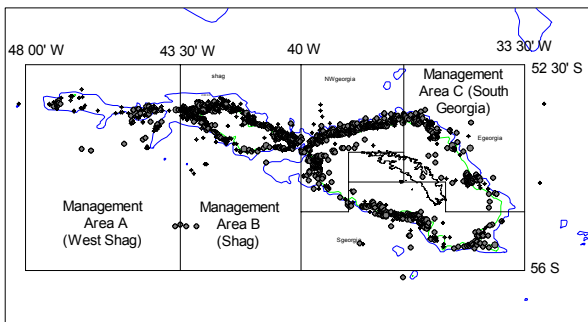 48 00' W
43 30' W
40 W
33 30' W
52 30' S
shag
NWgeorgia
Management
Area C (South
Georgia)
Egeorgia
Management
Area A
(West Shag)
Management
Area B
(Shag)
Sgeorgia
56 S